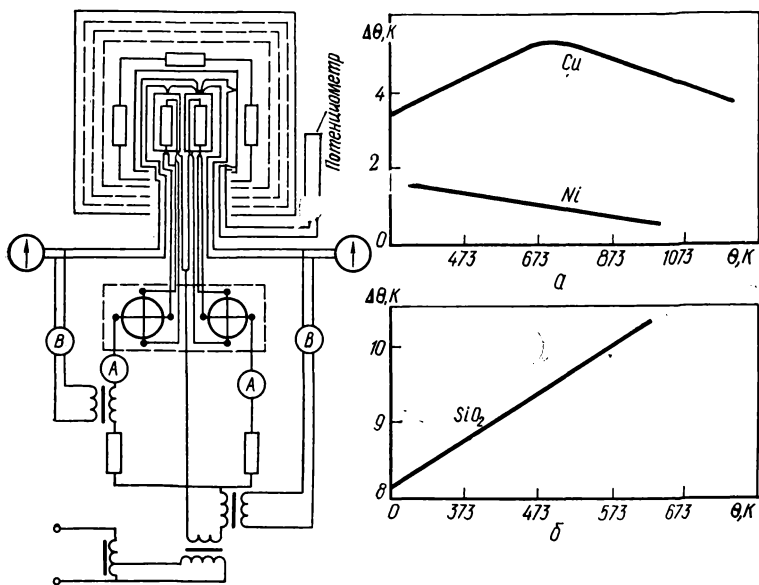 Потенциометр
В
В
А
А
Δθ,К
4
2
0
Cu
Ni
473
673
873
1073
θ,К
а
Δθ,К
10
9
8
SiO₂
0
373
473
573
673
θ,К
б